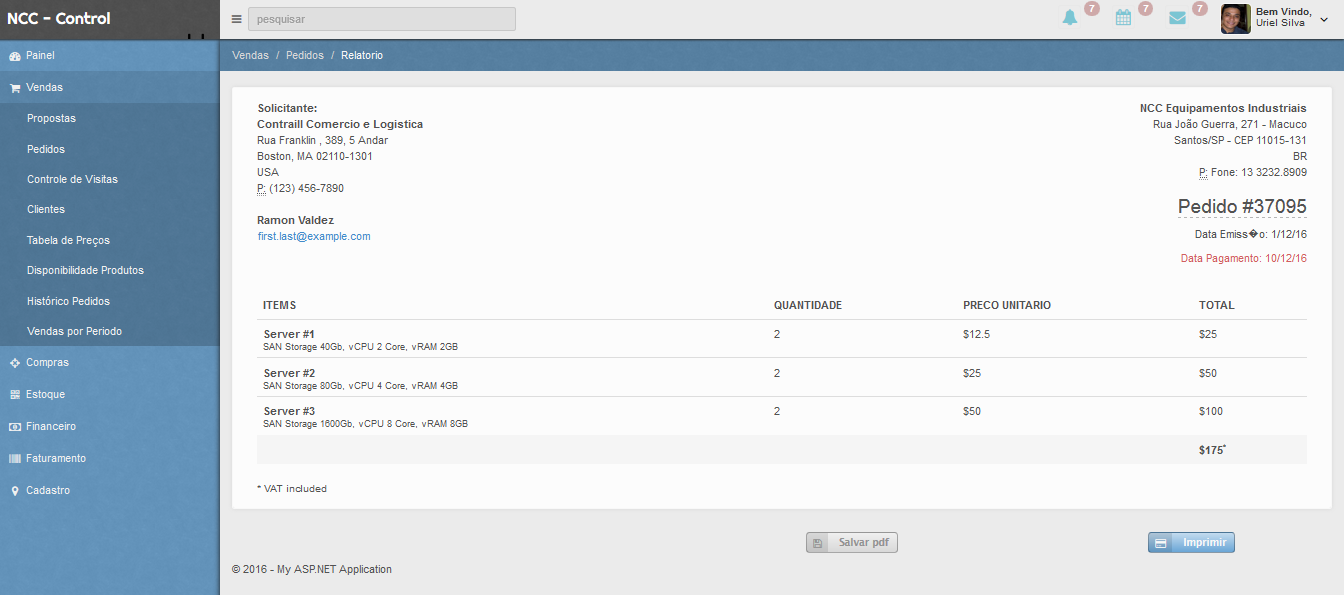 NCC - Control
pesquisar
7
7
7
Bem Vindo,
Uriel Silva
Painel
Vendas
Propostas
Pedidos
Controle de Visitas
Clientes
Tabela de Preços
Disponibilidade Produtos
Histórico Pedidos
Vendas por Periodo
Compras
Estoque
Financeiro
Faturamento
Cadastro
Vendas / Pedidos / Relatorio
Solicitante:
Contraill Comercio e Logistica
Rua Franklin , 389, 5 Andar
Boston, MA 02110-1301
USA
P: (123) 456-7890
Ramon Valdez
first.last@example.com
NCC Equipamentos Industriais
Rua João Guerra, 271 - Macuco
Santos/SP - CEP 11015-131
BR
P: Fone: 13 3232.8909
Pedido #37095
Data Emiss�o: 1/12/16
Data Pagamento: 10/12/16
ITEMS QUANTIDADE PRECO UNITARIO TOTAL
Server #1 2 $12.5 $25
SAN Storage 40Gb, vCPU 2 Core, vRAM 2GB
Server #2 2 $25 $50
SAN Storage 80Gb, vCPU 4 Core, vRAM 4GB
Server #3 2 $50 $100
SAN Storage 1600Gb, vCPU 8 Core, vRAM 8GB
$175*
* VAT included
Salvar pdf
Imprimir
© 2016 - My ASP.NET Application